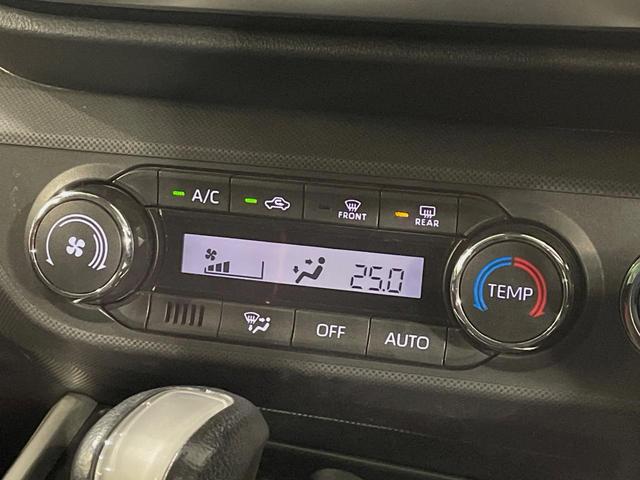 A/C
FRONT
REAR
25.0
TEMP
OFF
AUTO